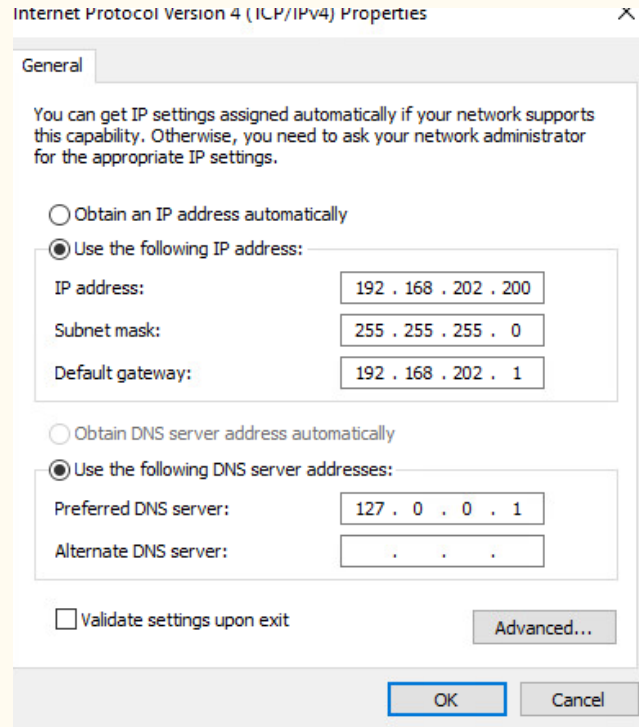 Internet Protocol Version 4 (TCP/IPv4) Properties
General
You can get IP settings assigned automatically if your network supports
this capability. Otherwise, you need to ask your network administrator
for the appropriate IP settings.
Obtain an IP address automatically
Use the following IP address:
IP address: 192 . 168 . 202 . 200
Subnet mask: 255 . 255 . 255 . 0
Default gateway: 192 . 168 . 202 . 1
Obtain DNS server address automatically
Use the following DNS server addresses:
Preferred DNS server: 127 . 0 . 0 . 1
Alternate DNS server: . . .
Validate settings upon exit
Advanced...
OK Cancel